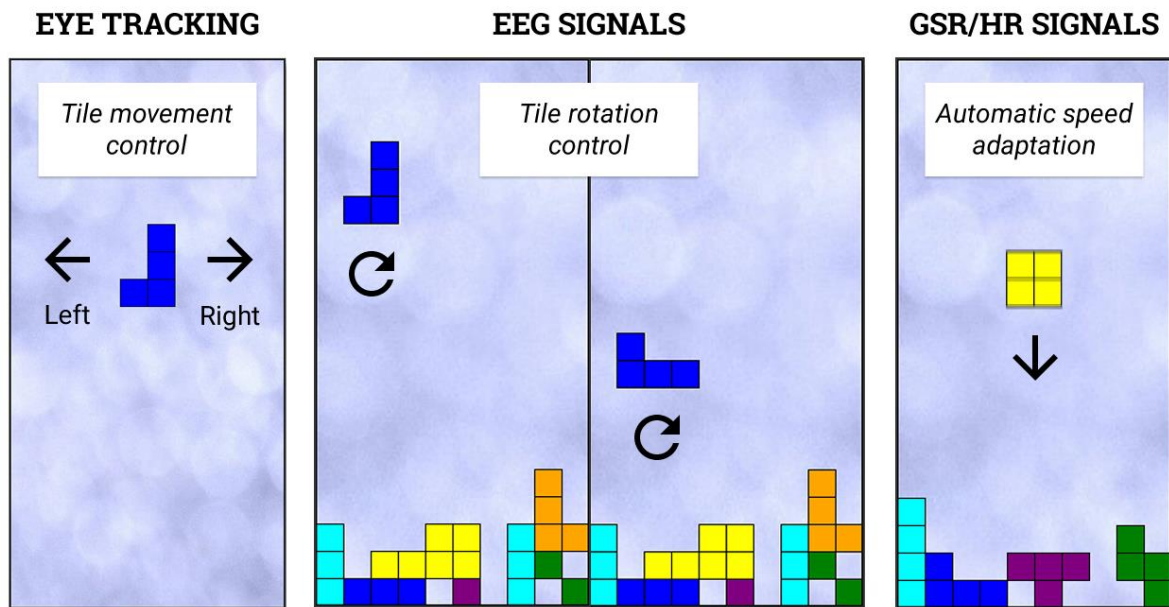 EYE TRACKING
EEG SIGNALS
GSR/HR SIGNALS
Tile movement
control
Left
Right
Tile rotation
control
Automatic speed
adaptation